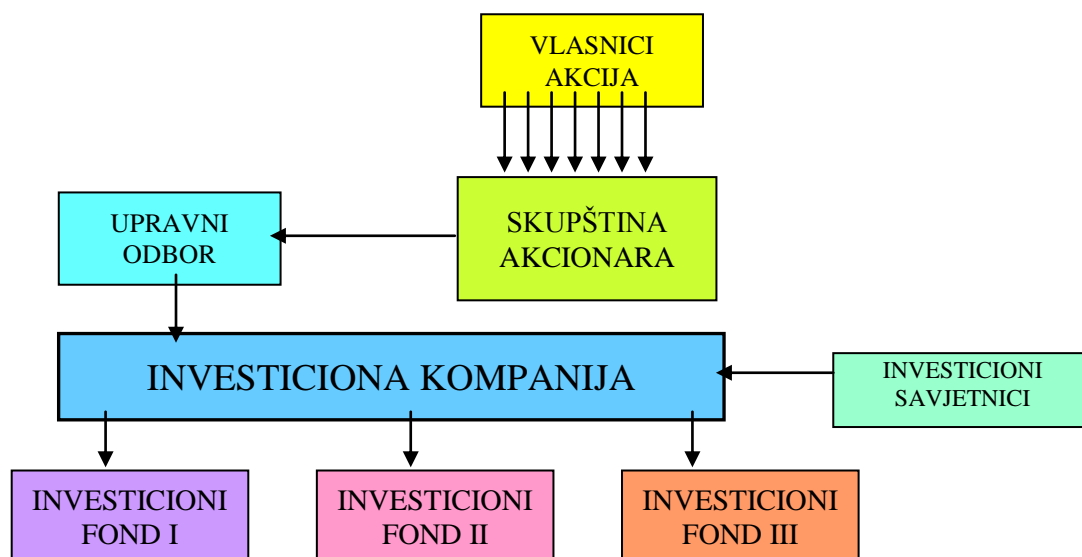 VLASNICI
AKCIJA
UPRAVNI
ODBOR
SKUPŠTINA
AKCIONARA
INVESTICIONA KOMPANIJA
INVESTICIONI
SAVJETNICI
INVESTICIONI
FOND I
INVESTICIONI
FOND II
INVESTICIONI
FOND III